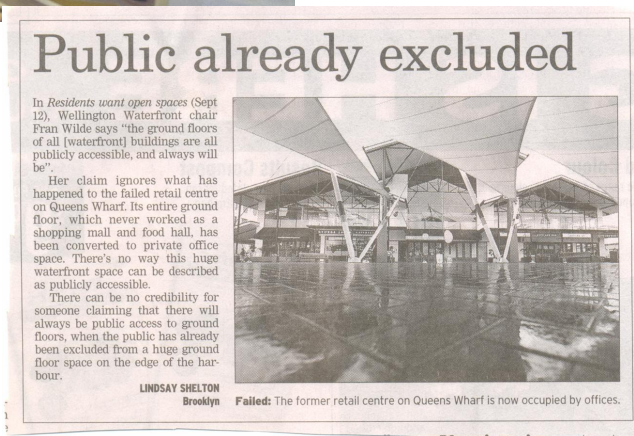 Public already excluded
In Residents want open spaces (Sept
12), Wellington Waterfront chair
Fran Wilde says “the ground floors
of all [waterfront] buildings are all
publicly accessible, and always will
be”.
Her claim ignores what has
happened to the failed retail centre
on Queens Wharf. Its entire ground
floor, which never worked as a
shopping mall and food hall, has
been converted to private office
space. There's no way this huge
waterfront space can be described
as publicly accessible.
There can be no credibility for
someone claiming that there will
always be public access to ground
floors, when the public has already
been excluded from a huge ground
floor space on the edge of the har-
bour.
LINDSAY SHELTON
Brooklyn
Failed: The former retail centre on Queens Wharf is now occupied by offices.